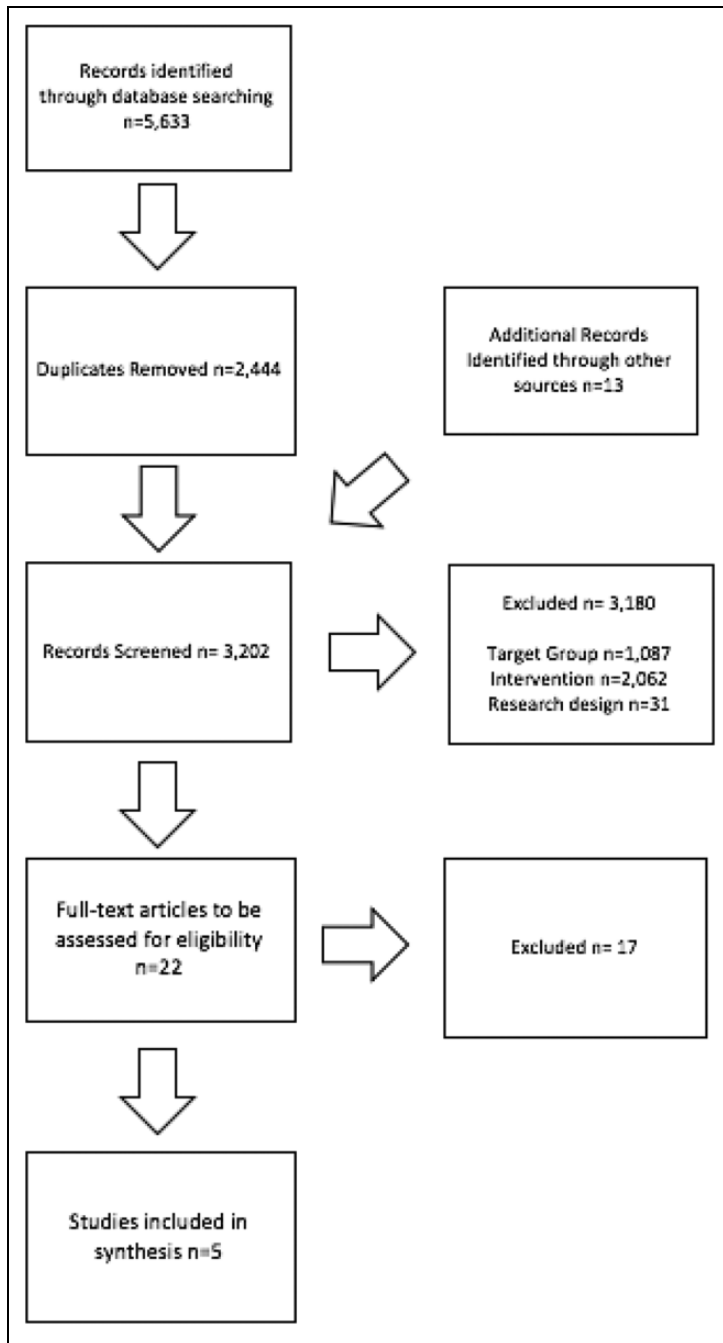 Records identified
through database searching
n=5,633
Duplicates Removed n=2,444
Additional Records
Identified through other
sources n=13
Records Screened n= 3,202
Excluded n= 3,180
Target Group n=1,087
Intervention n=2,062
Research design n=31
Full-text articles to be
assessed for eligibility
n=22
Excluded n= 17
Studies included in
synthesis n=5